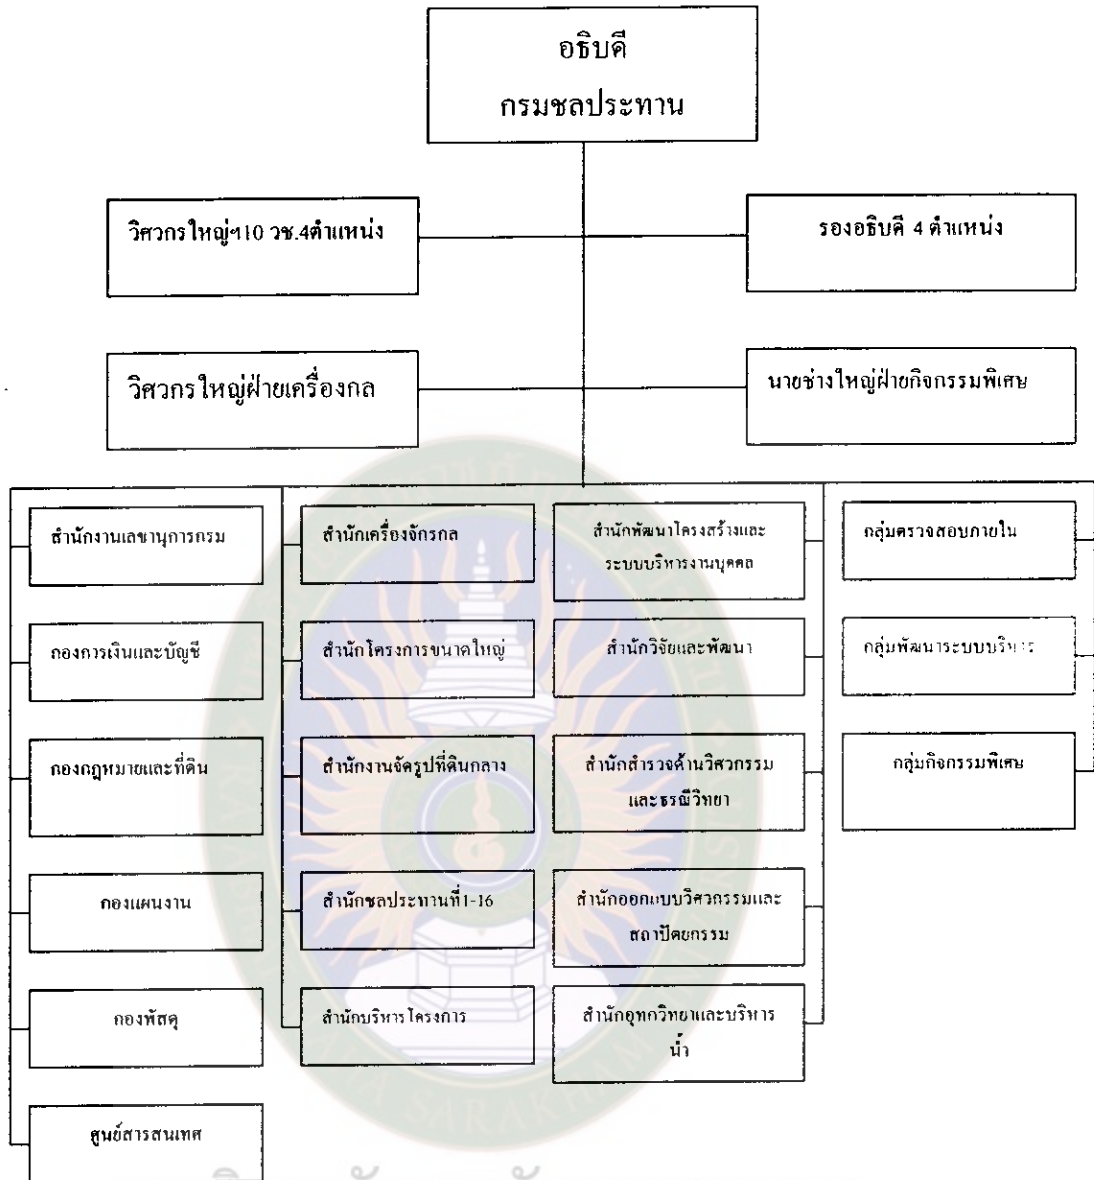 อธิบดี
กรมชลประทาน
วิศวกรใหญ่ฯ10 วช.4ตำแหน่ง
รองอธิบดี 4 ตำแหน่ง
วิศวกรใหญ่ฝ่ายเครื่องกล
นายช่างใหญ่ฝ่ายกิจกรรมพิเศษ
สำนักงานเลขานุการกรม
กองการเงินและบัญชี
กองกฎหมายและที่ดิน
กองแผนงาน
กองพัสดุ
ศูนย์สารสนเทศ
สำนักเครื่องจักรกล
สำนักโครงการขนาดใหญ่
สำนักงานจัดรูปที่ดินกลาง
สำนักชลประทานที่1-16
สำนักบริหารโครงการ
สำนักพัฒนาโครงสร้างและ
ระบบบริหารงานบุคคล
สำนักวิจัยและพัฒนา
สำนักสำรวจด้านวิศวกรรม
และธรณีวิทยา
สำนักออกแบบวิศวกรรมและ
สถาปัตยกรรม
สำนักอุทกวิทยาและบริหาร
น้ำ
กลุ่มตรวจสอบภายใน
กลุ่มพัฒนาระบบบริหาร
กลุ่มกิจกรรมพิเศษ
SARAKHAM